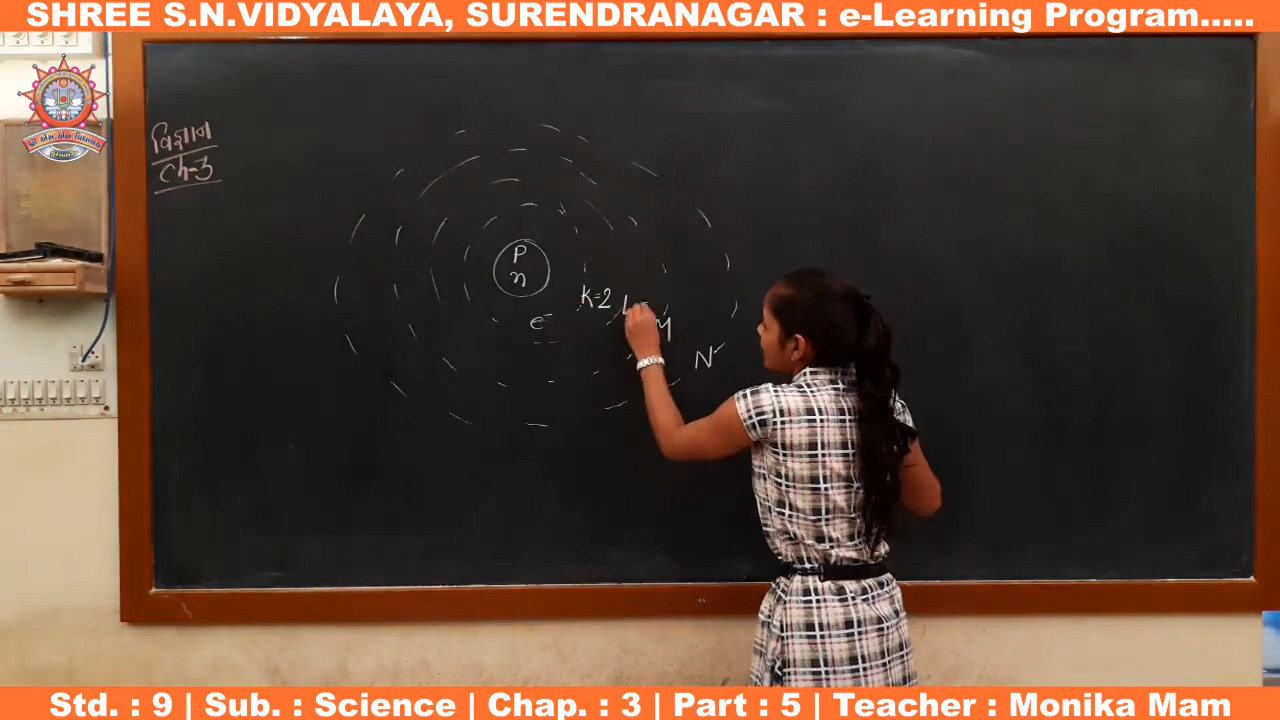 SHREE S.N.VIDYALAYA, SURENDRANAGAR : e-Learning Program.....
विज्ञान
Ch-3
P
n
e-
K=2
L
M
N
Std. : 9 | Sub. : Science | Chap. : 3 | Part : 5 | Teacher : Monika Mam